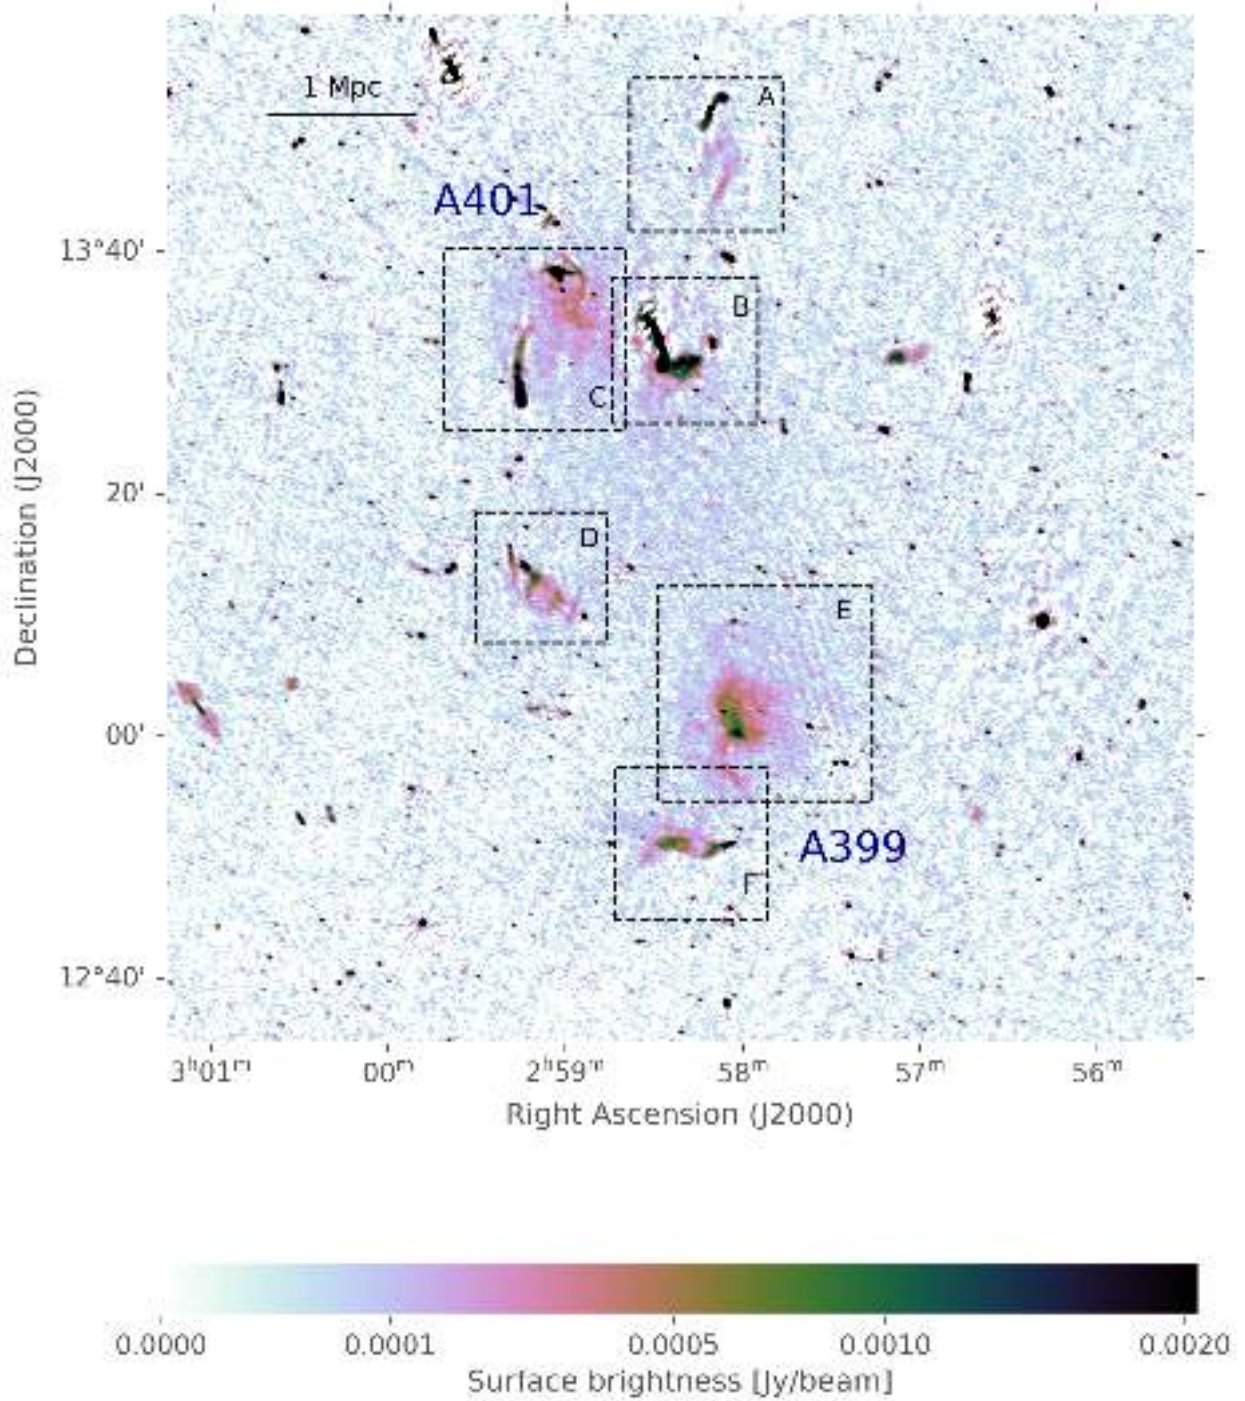 1 Mpc
A
A401
13°40'
B
C
20'
D
E
00'
A399
F
12°40'
Declination (J2000)
3ʰ01ᵐ 00ᵐ 2ʰ59ᵐ 58ᵐ 57ᵐ 56ᵐ
Right Ascension (J2000)
0.0000 0.0001 0.0005 0.0010 0.0020
Surface brightness [Jy/beam]